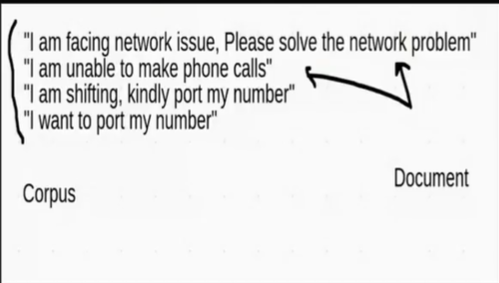 "I am facing network issue, Please solve the network problem"
"I am unable to make phone calls"
"I am shifting, kindly port my number"
"I want to port my number"
Document
Corpus